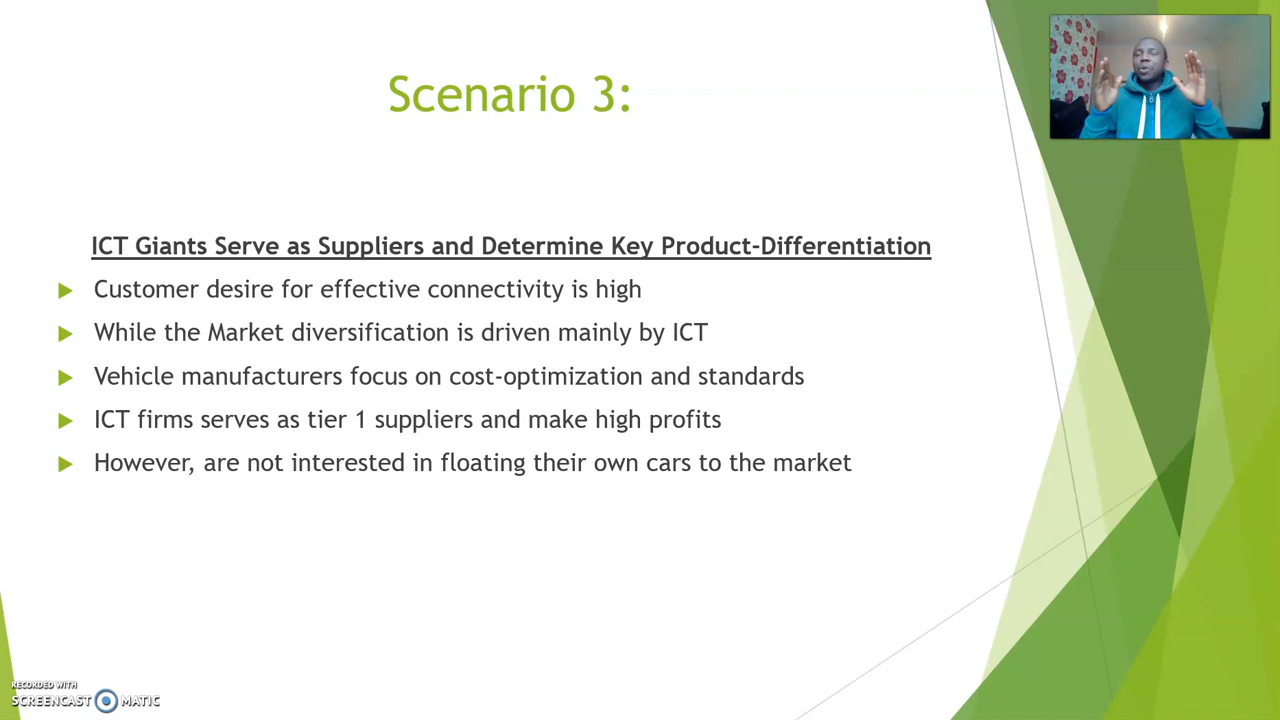 Scenario 3:
ICT Giants Serve as Suppliers and Determine Key Product-Differentiation
Customer desire for effective connectivity is high
While the Market diversification is driven mainly by ICT
Vehicle manufacturers focus on cost-optimization and standards
ICT firms serves as tier 1 suppliers and make high profits
However, are not interested in floating their own cars to the market
RECORDED WITH
SCREENCAST MATIC